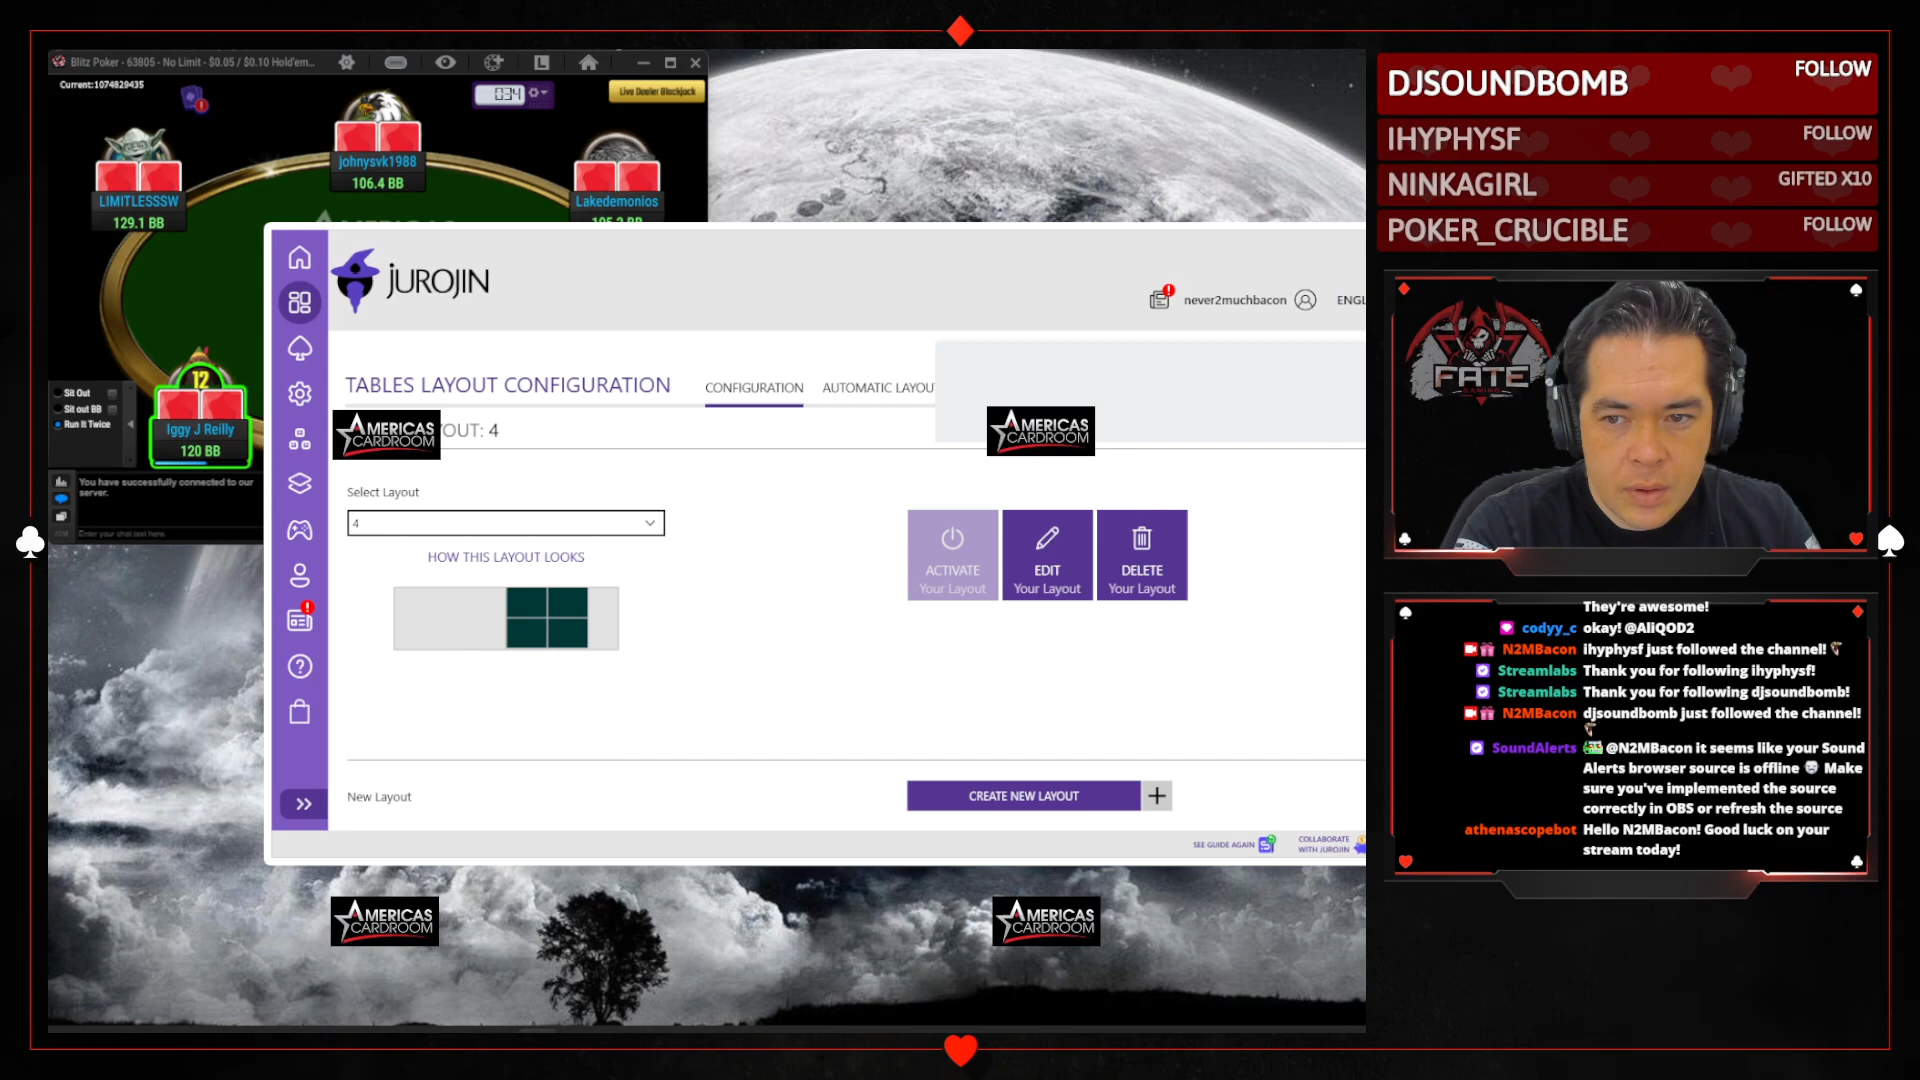 Blitz Poker - 63805 - No Limit - $0.05 / $0.10 Hold'em...
Current:1074829435
034
Live Dealer Blackjack
johnysvk1988
106.4 BB
LIMITLESSSW
129.1 BB
Lakedemonios
Sit Out
Sit out BB
Run It Twice
12
Iggy J Reilly
120 BB
You have successfully connected to our
server.
Enter your chat text here.
JUROJIN
never2muchbacon
ENGL
TABLES LAYOUT CONFIGURATION
CONFIGURATION
AUTOMATIC LAYOU
AMERICAS
CARDROOM
YOUT: 4
AMERICAS
CARDROOM
Select Layout
4
HOW THIS LAYOUT LOOKS
ACTIVATE
Your Layout
EDIT
Your Layout
DELETE
Your Layout
New Layout
CREATE NEW LAYOUT
+
SEE GUIDE AGAIN
COLLABORATE
WITH JUROJIN
AMERICAS
CARDROOM
AMERICAS
CARDROOM
DJSOUNDBOMB FOLLOW
IHYPHYSF FOLLOW
NINKAGIRL GIFTED X10
POKER_CRUCIBLE FOLLOW
FATE
They're awesome!
codyy_c okay! @AliQOD2
N2MBacon ihyphysf just followed the channel!
Streamlabs Thank you for following ihyphysf!
Streamlabs Thank you for following djsoundbomb!
N2MBacon djsoundbomb just followed the channel!
SoundAlerts @N2MBacon it seems like your Sound
Alerts browser source is offline Make
sure you've implemented the source
correctly in OBS or refresh the source
athenascopebot Hello N2MBacon! Good luck on your
stream today!